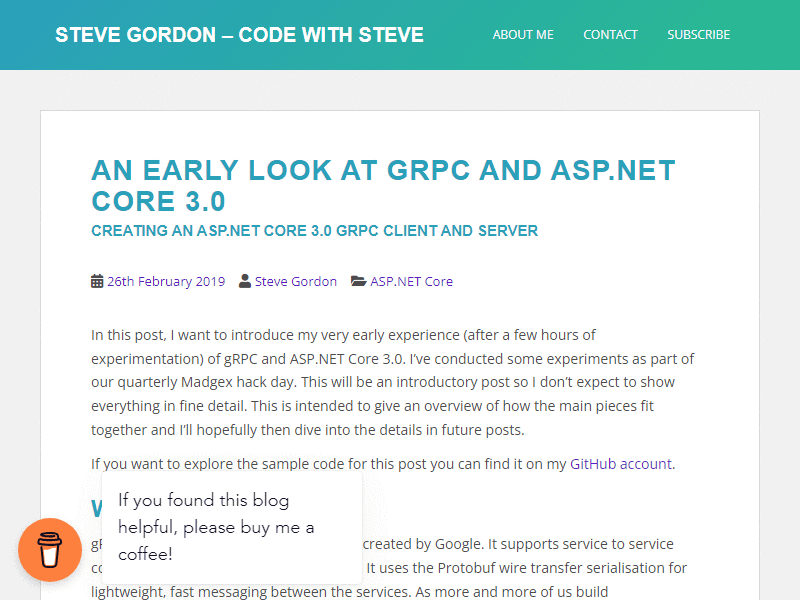 STEVE GORDON – CODE WITH STEVE
ABOUT ME CONTACT SUBSCRIBE
AN EARLY LOOK AT GRPC AND ASP.NET
CORE 3.0
CREATING AN ASP.NET CORE 3.0 GRPC CLIENT AND SERVER
26th February 2019 Steve Gordon ASP.NET Core
In this post, I want to introduce my very early experience (after a few hours of
experimentation) of gRPC and ASP.NET Core 3.0. I’ve conducted some experiments as part of
our quarterly Madgex hack day. This will be an introductory post so I don’t expect to show
everything in fine detail. This is intended to give an overview of how the main pieces fit
together and I’ll hopefully then dive into the details in future posts.
If you want to explore the sample code for this post you can find it on my GitHub account.
If you found this blog
helpful, please buy me a
coffee!
created by Google. It supports service to service
It uses the Protobuf wire transfer serialisation for
lightweight, fast messaging between the services. As more and more of us build